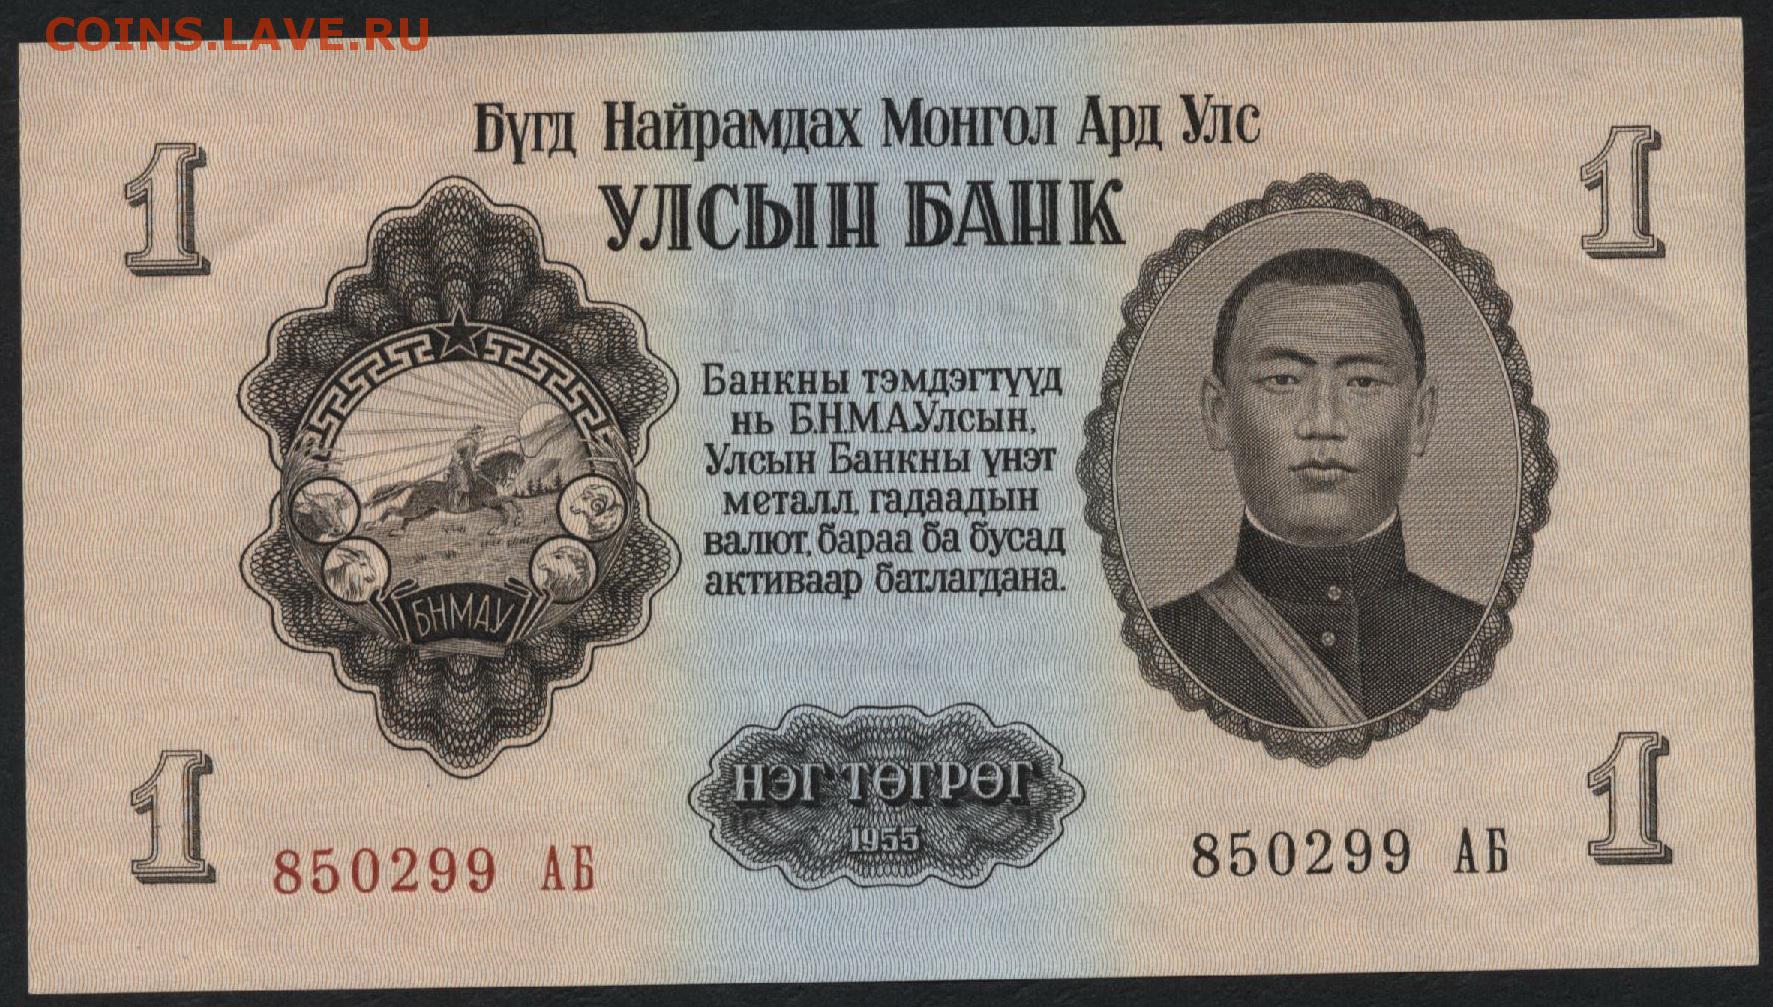 COINS.LAVE.RU
Бүгд Найрамдах Монгол Ард Улс
УЛСЫН БАНК
1
1
Банкны тэмдэгтүүд
нь Б.Н.М.А.Улсын,
Улсын Банкны үнэт
металл, гадаадын
валют, бараа ба бусад
активаар батлагдана.
БНМАУ
НЭГ ТӨГРӨГ
1955
1
1
850299 АБ
850299 АБ